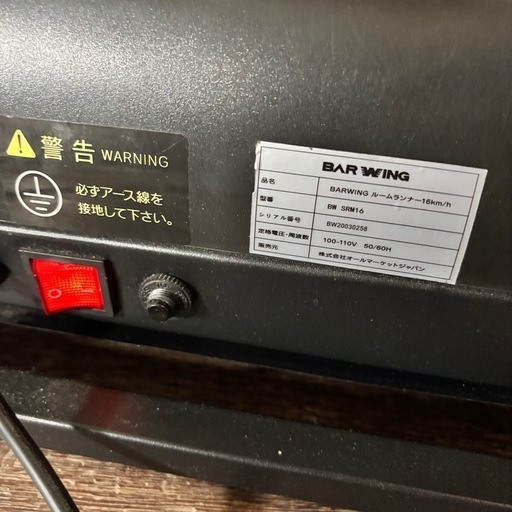 警告 WARNING
必ずアース線を
接地して下さい。
BARWING
品名 BARWING ルームランナー16km/h
型番 BW SRM16
シリアル番号 BW20030258
定格電圧・周波数 100-110V 50/60H
販売元 株式会社オールマーケットジャパン